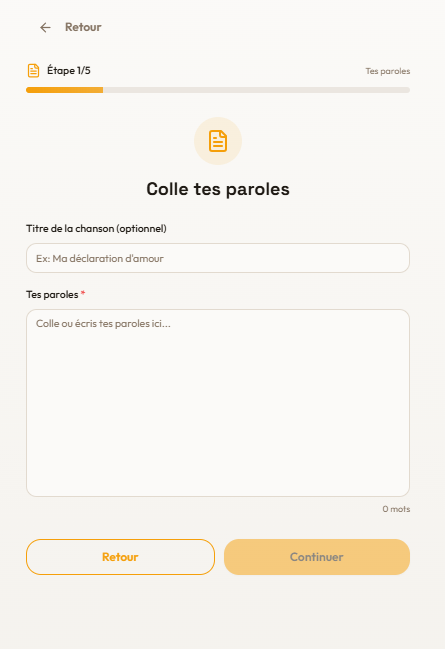 Retour
Étape 1/5
Tes paroles
Colle tes paroles
Titre de la chanson (optionnel)
Ex: Ma déclaration d'amour
Tes paroles *
Colle ou écris tes paroles ici...
0 mots
Retour
Continuer